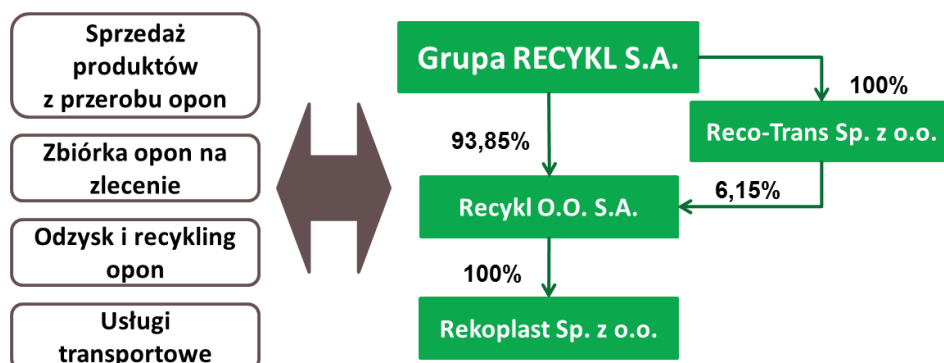 Sprzedaż
produktów
z przerobu opon
Zbiórka opon na
zlecenie
Odzysk i recykling
opon
Usługi
transportowe
Grupa RECYKL S.A.
100%
Reco-Trans Sp. z o.o.
93,85%
6,15%
Recykl O.O. S.A.
100%
Rekoplast Sp. z o.o.